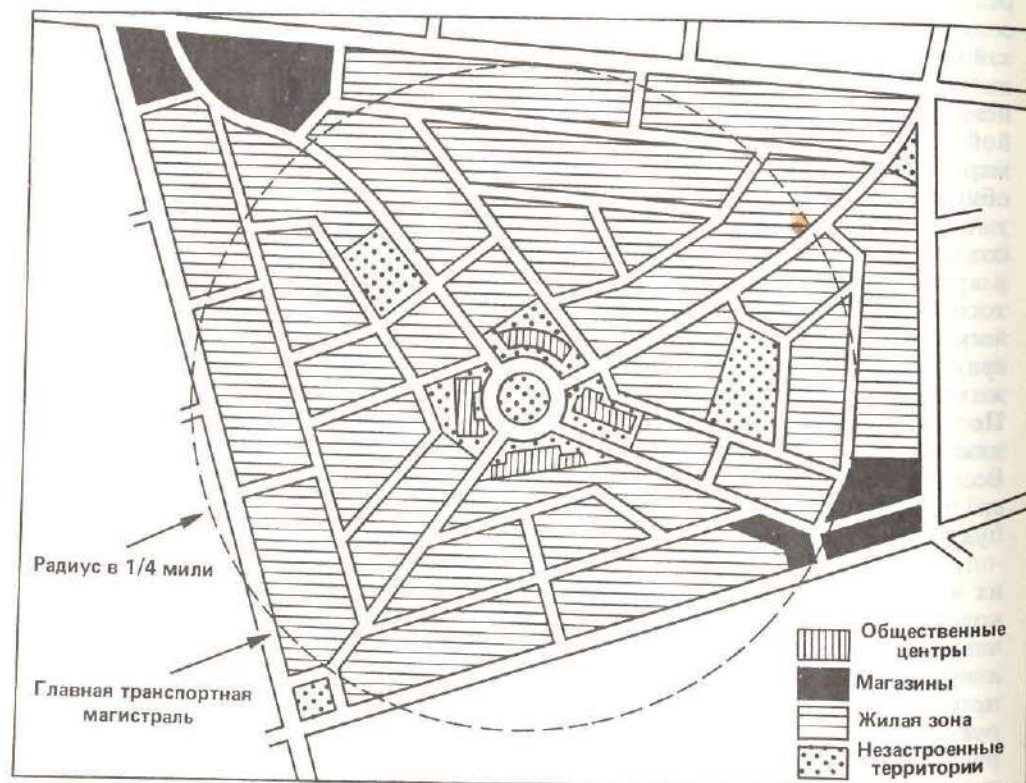 Радиус в 1/4 мили
Главная транспортная
магистраль
Общественные
центры
Магазины
Жилая зона
Незастроенные
территории